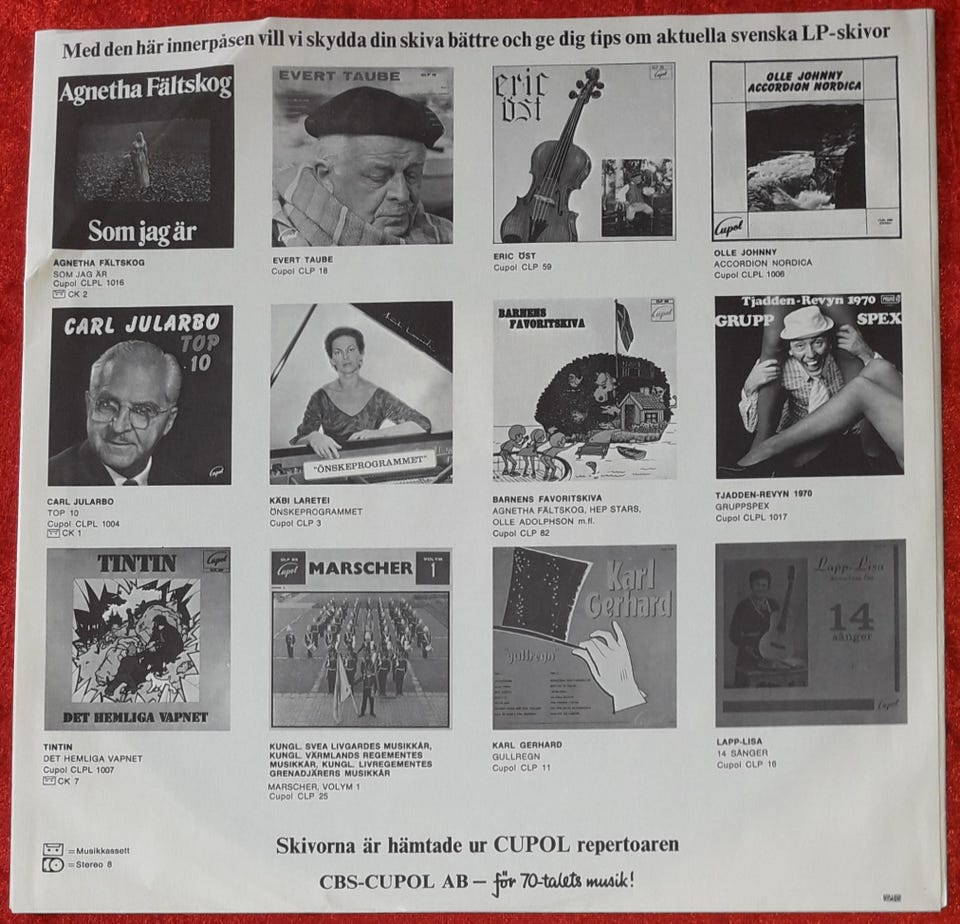 Med den här innerpåsen vill vi skydda din skiva bättre och ge dig tips om aktuella svenska LP-skivor
Agnetha Fältskog
Som jag är
AGNETHA FÄLTSKOG
SOM JAG ÄR
Cupol CLPL 1016
CK 2
EVERT TAUBE
Cupol
EVERT TAUBE
Cupol CLP 18
eric
öst
Cupol
ERIC ÖST
Cupol CLP 59
OLLE JOHNNY
ACCORDION NORDICA
Cupol
OLLE JOHNNY
ACCORDION NORDICA
Cupol CLPL 1006
CARL JULARBO
TOP
10
Cupol
CARL JULARBO
TOP 10
Cupol CLPL 1004
CK 1
"ÖNSKEPROGRAMMET"
KÄBI LARETEI
ÖNSKEPROGRAMMET
Cupol CLP 3
BARNENS
FAVORITSKIVA
Cupol
BARNENS FAVORITSKIVA
AGNETHA FÄLTSKOG, HEP STARS,
OLLE ADOLPHSON m.fl.
Cupol CLP 82
Tjadden-Revyn 1970
GRUPP SPEX
TJADDEN-REVYN 1970
GRUPPSPEX
Cupol CLPL 1017
TINTIN
Cupol
DET HEMLIGA VAPNET
TINTIN
DET HEMLIGA VAPNET
Cupol CLPL 1007
CK 7
Cupol
MARSCHER
VOLYM
1
KUNGL. SVEA LIVGARDES MUSIKKÅR,
KUNGL. VÄRMLANDS REGEMENTES
MUSIKKÅR, KUNGL. LIVREGEMENTES
GRENADJÄRERS MUSIKKÅR
MARSCHER, VOLYM 1
Cupol CLP 25
Karl
Gerhard
"gullregn"
Cupol
KARL GERHARD
GULLREGN
Cupol CLP 11
Lapp-Lisa
14
sånger
Cupol
LAPP-LISA
14 SÅNGER
Cupol CLP 16
=Musikkassett
=Stereo 8
Skivorna är hämtade ur CUPOL repertoaren
CBS-CUPOL AB – för 70-talets musik!